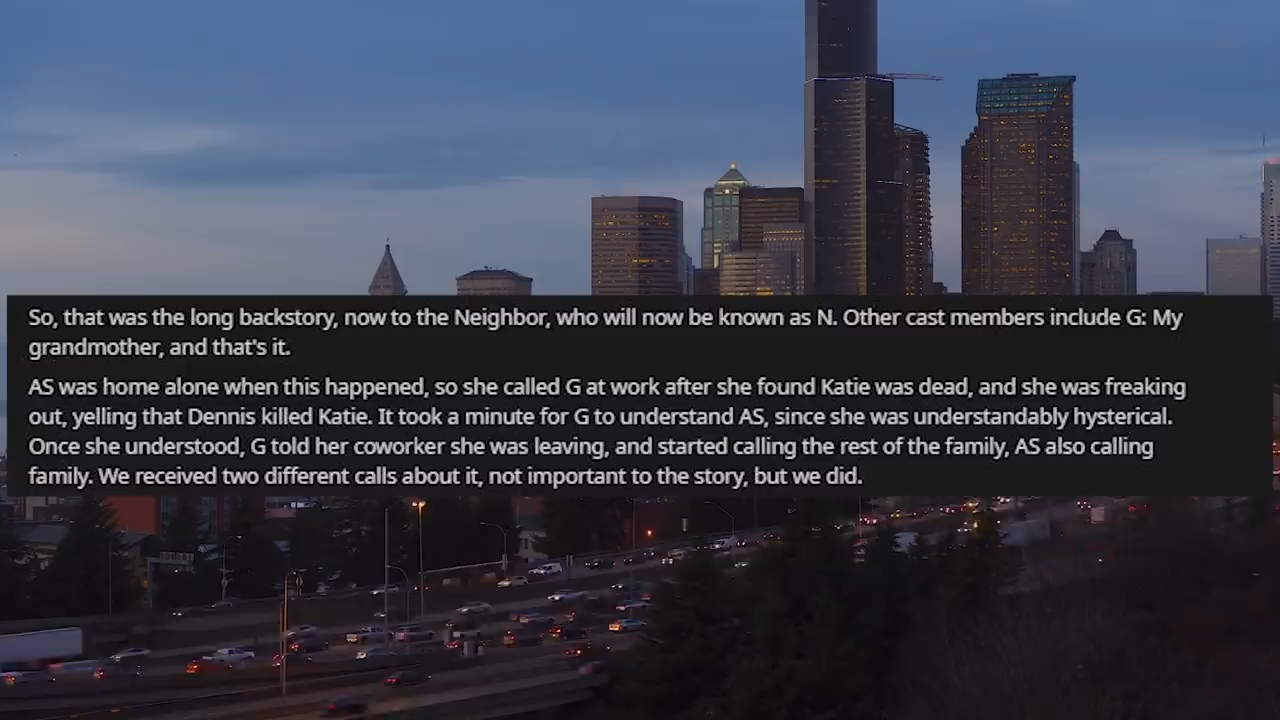 So, that was the long backstory, now to the Neighbor, who will now be known as N. Other cast members include G: My
grandmother, and that's it.
AS was home alone when this happened, so she called G at work after she found Katie was dead, and she was freaking
out, yelling that Dennis killed Katie. It took a minute for G to understand AS, since she was understandably hysterical.
Once she understood, G told her coworker she was leaving, and started calling the rest of the family, AS also calling
family. We received two different calls about it, not important to the story, but we did.